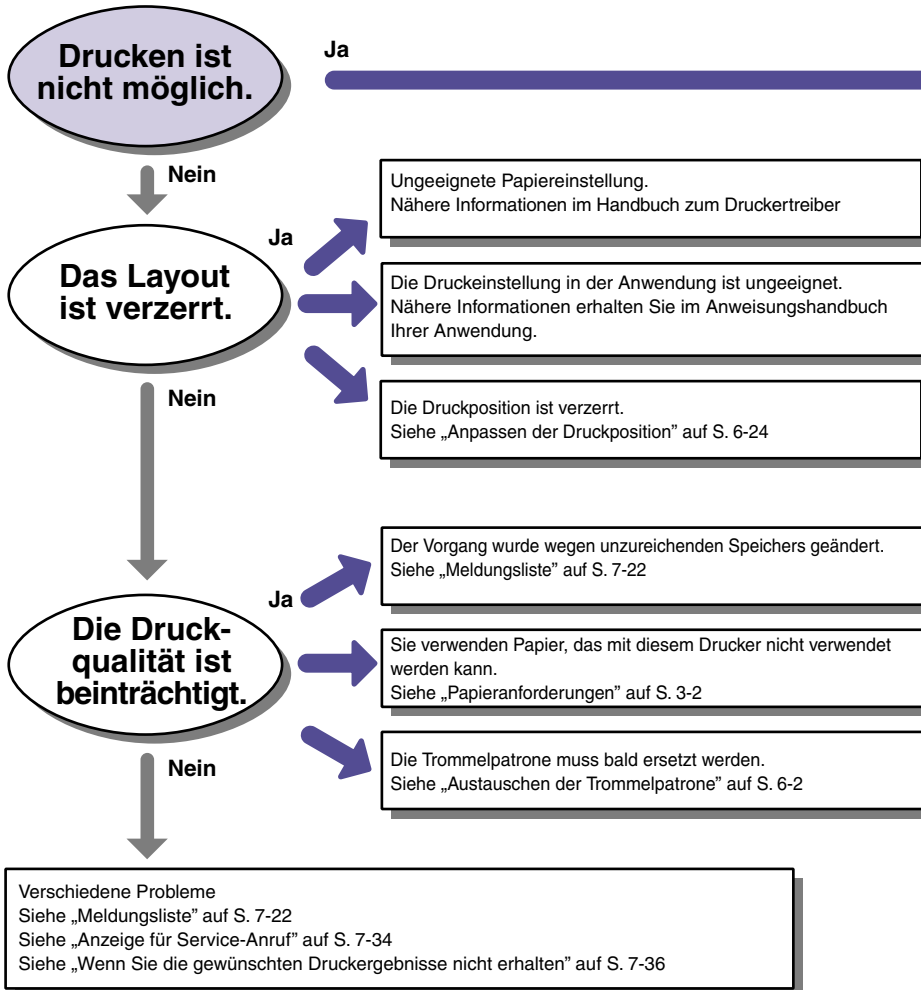 Drucken ist
nicht möglich.
Ja
Nein
Ungeeignete Papiereinstellung.
Nähere Informationen im Handbuch zum Druckertreiber
Ja
Das Layout
ist verzerrt.
Die Druckeinstellung in der Anwendung ist ungeeignet.
Nähere Informationen erhalten Sie im Anweisungshandbuch
Ihrer Anwendung.
Nein
Die Druckposition ist verzerrt.
Siehe „Anpassen der Druckposition” auf S. 6-24
Der Vorgang wurde wegen unzureichenden Speichers geändert.
Siehe „Meldungsliste” auf S. 7-22
Ja
Die Druck-
qualität ist
beinträchtigt.
Sie verwenden Papier, das mit diesem Drucker nicht verwendet
werden kann.
Siehe „Papieranforderungen” auf S. 3-2
Nein
Die Trommelpatrone muss bald ersetzt werden.
Siehe „Austauschen der Trommelpatrone” auf S. 6-2
Verschiedene Probleme
Siehe „Meldungsliste” auf S. 7-22
Siehe „Anzeige für Service-Anruf” auf S. 7-34
Siehe „Wenn Sie die gewünschten Druckergebnisse nicht erhalten” auf S. 7-36